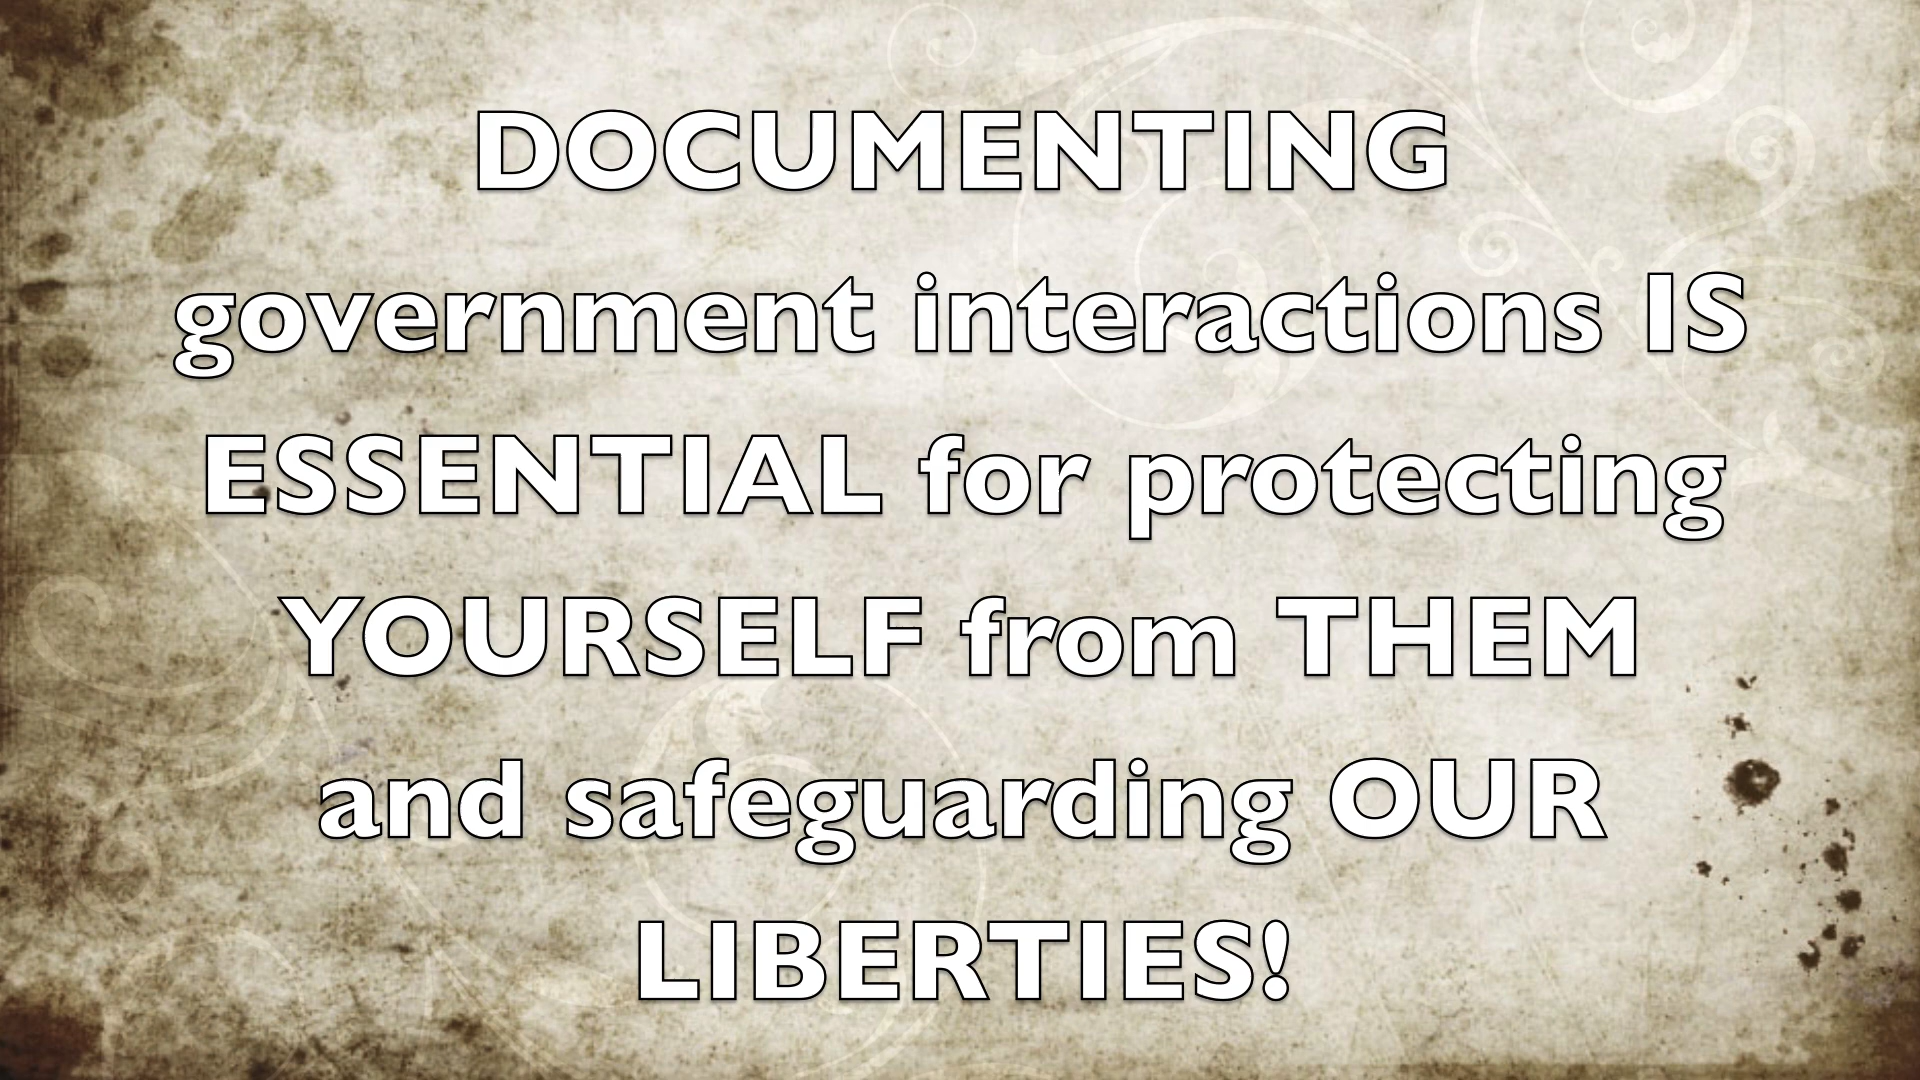 DOCUMENTING
government interactions IS
ESSENTIAL for protecting
YOURSELF from THEM
and safeguarding OUR
LIBERTIES!